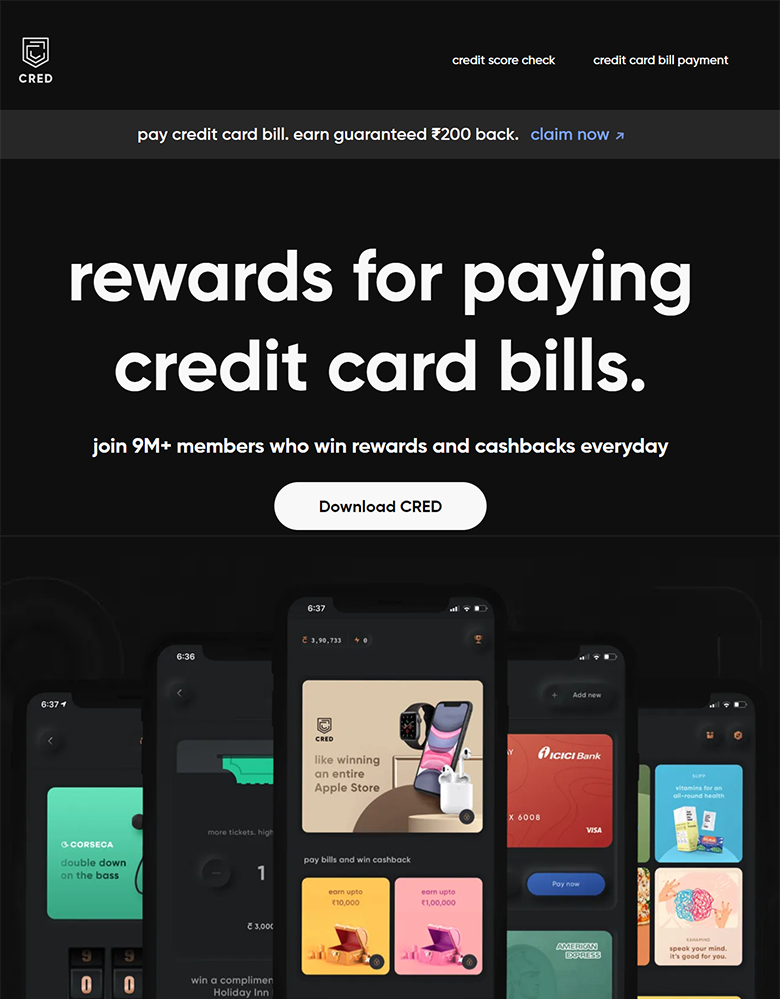 CRED
credit score check
credit card bill payment
pay credit card bill. earn guaranteed ₹200 back. claim now ↗
rewards for paying
credit card bills.
join 9M+ members who win rewards and cashbacks everyday
Download CRED
6:37
3,90,733
0
CRED
like winning
an entire
Apple Store
pay bills and win cashback
earn upto
₹10,000
earn upto
₹1,00,000
6:36
more tickets. high
1
3,000
win a complimen
Holiday Inn
6:37
CORSECA
double down
on the bass
9 9
0 0
+ Add new
AY
ICICI Bank
X 6008
VISA
Pay now
AMERICAN
EXPRESS
vitamins for an
all-round health
speak your mind.
it's good for you.